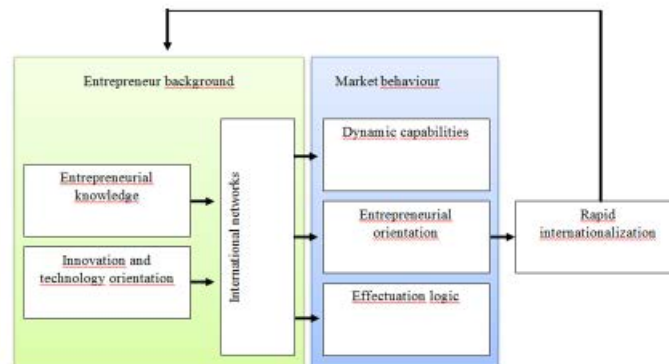 Entrepreneur background
Market behaviour
Entrepreneurial
knowledge
Innovation and
technology orientation
International networks
Dynamic capabilities
Entrepreneurial
orientation
Effectuation logic
Rapid
internationalization